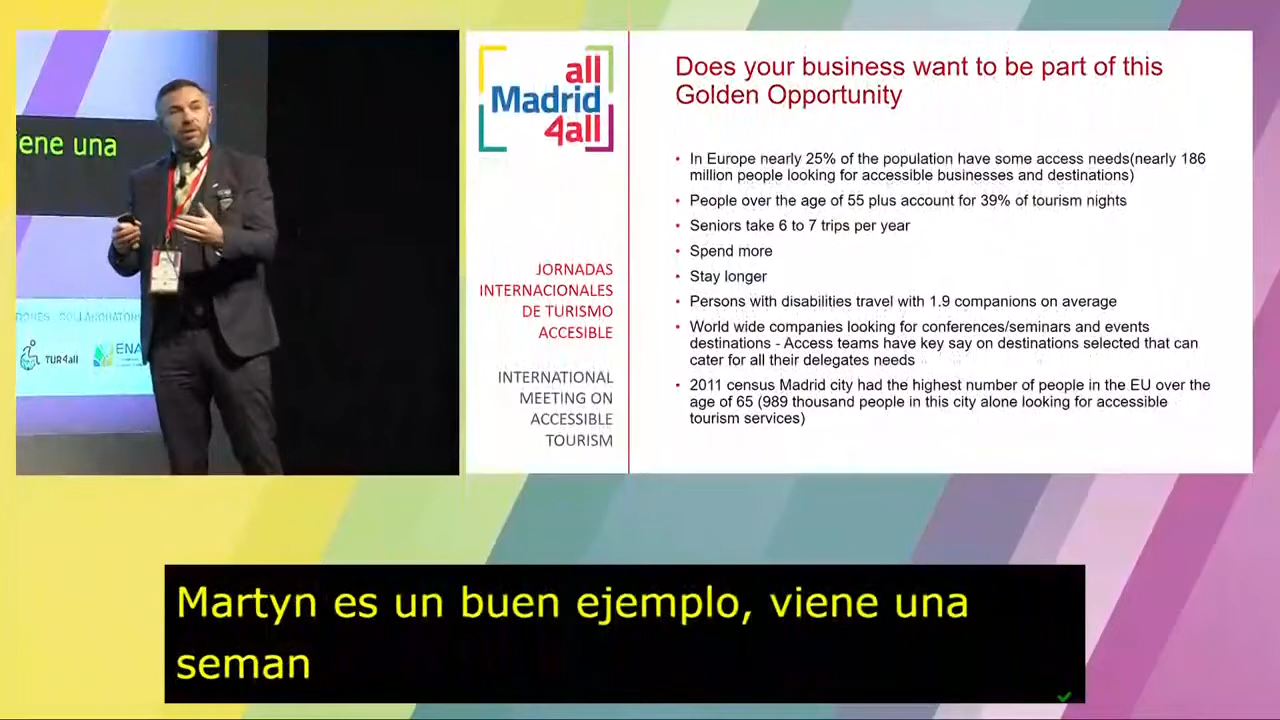 iene una
TUR4all
ENA
all
Madrid
4all
JORNADAS
INTERNACIONALES
DE TURISMO
ACCESIBLE
INTERNATIONAL
MEETING ON
ACCESSIBLE
TOURISM
Does your business want to be part of this
Golden Opportunity
• In Europe nearly 25% of the population have some access needs(nearly 186
million people looking for accessible businesses and destinations)
• People over the age of 55 plus account for 39% of tourism nights
• Seniors take 6 to 7 trips per year
• Spend more
• Stay longer
• Persons with disabilities travel with 1.9 companions on average
• World wide companies looking for conferences/seminars and events
destinations - Access teams have key say on destinations selected that can
cater for all their delegates needs
• 2011 census Madrid city had the highest number of people in the EU over the
age of 65 (989 thousand people in this city alone looking for accessible
tourism services)
Martyn es un buen ejemplo, viene una
seman